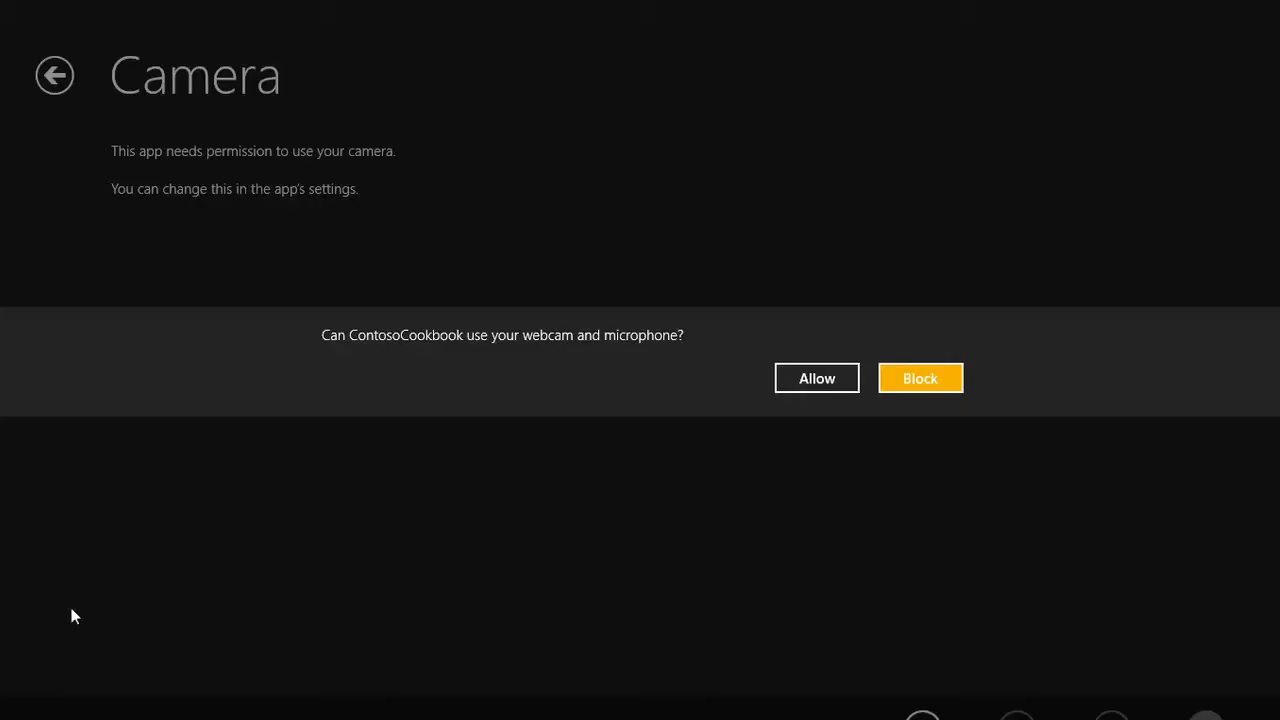 Camera
This app needs permission to use your camera.
You can change this in the app's settings.
Can ContosoCookbook use your webcam and microphone?
Allow
Block